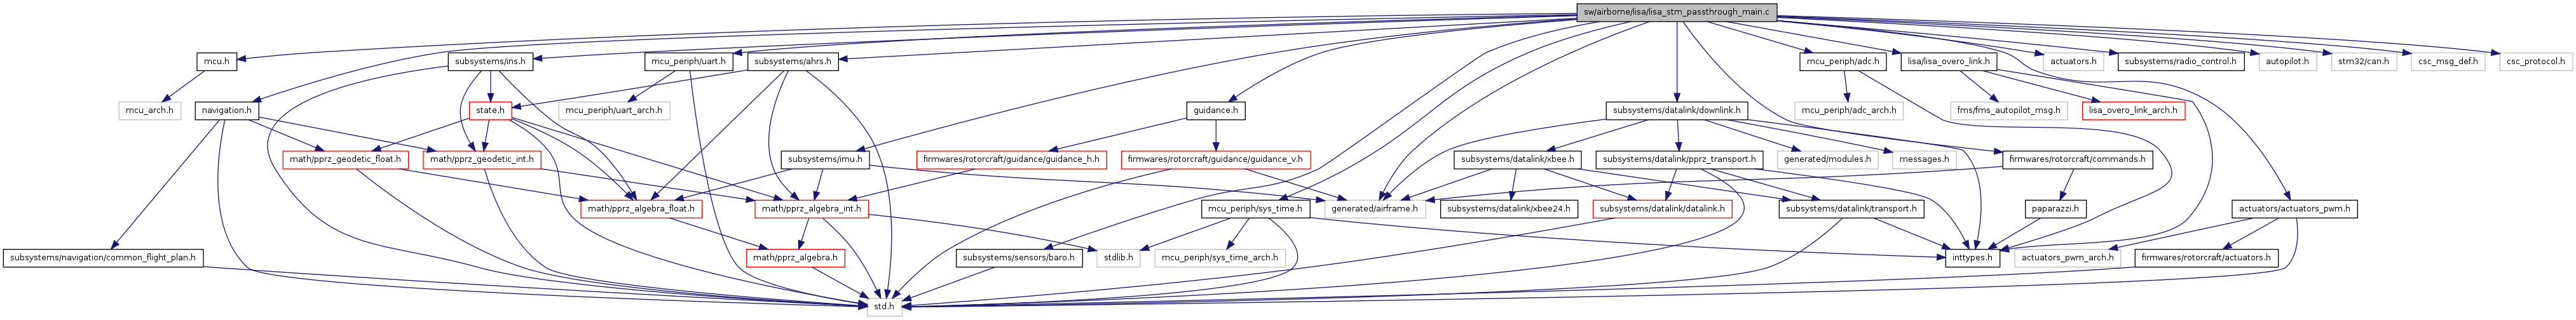 sw/airborne/lisa/lisa_stm_passthrough_main.c
mcu.h
subsystems/ins.h
mcu_periph/uart.h
subsystems/ahrs.h
mcu_periph/adc.h
lisa/lisa_overo_link.h
actuators.h
subsystems/radio_control.h
autopilot.h
stm32/can.h
csc_msg_def.h
csc_protocol.h
mcu_arch.h
navigation.h
state.h
mcu_periph/uart_arch.h
guidance.h
subsystems/datalink/downlink.h
mcu_periph/adc_arch.h
fms/fms_autopilot_msg.h
lisa_overo_link_arch.h
math/pprz_geodetic_float.h
math/pprz_geodetic_int.h
subsystems/imu.h
firmwares/rotorcraft/guidance/guidance_h.h
firmwares/rotorcraft/guidance/guidance_v.h
subsystems/datalink/xbee.h
subsystems/datalink/pprz_transport.h
generated/modules.h
messages.h
firmwares/rotorcraft/commands.h
math/pprz_algebra_float.h
math/pprz_algebra_int.h
mcu_periph/sys_time.h
generated/airframe.h
subsystems/datalink/xbee24.h
subsystems/datalink/datalink.h
subsystems/datalink/transport.h
paparazzi.h
actuators/actuators_pwm.h
subsystems/navigation/common_flight_plan.h
math/pprz_algebra.h
subsystems/sensors/baro.h
stdlib.h
mcu_periph/sys_time_arch.h
inttypes.h
actuators_pwm_arch.h
firmwares/rotorcraft/actuators.h
std.h